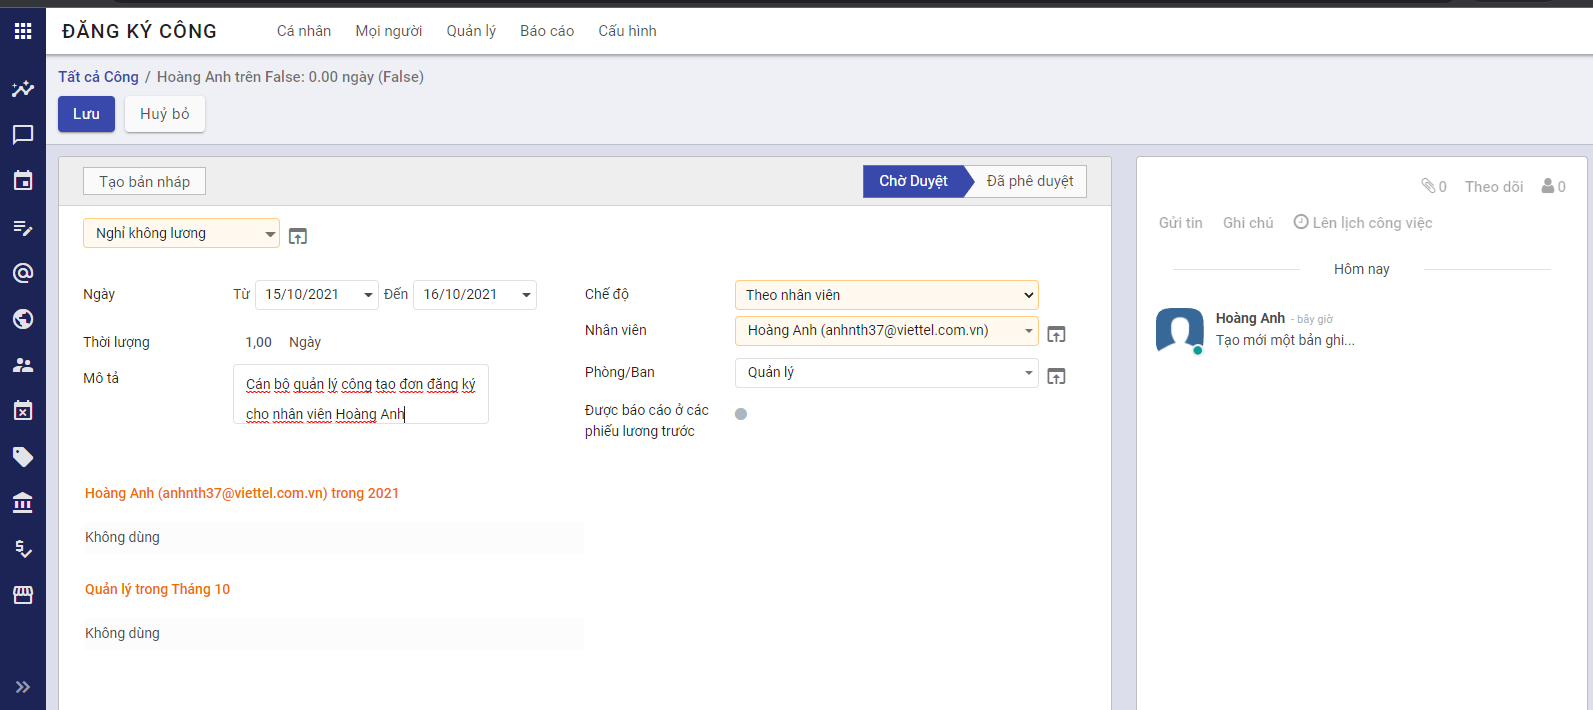 ĐĂNG KÝ CÔNG Cá nhân Mọi người Quản lý Báo cáo Cấu hình
Tất cả Công / Hoàng Anh trên False: 0.00 ngày (False)
Lưu Huỷ bỏ
Tạo bản nháp Chờ Duyệt Đã phê duyệt
Nghỉ không lương
Ngày Từ 15/10/2021 Đến 16/10/2021
Thời lượng 1,00 Ngày
Mô tả Cán bộ quản lý công tạo đơn đăng ký
cho nhân viên Hoàng Anh
Chế độ Theo nhân viên
Nhân viên Hoàng Anh (anhnth37@viettel.com.vn)
Phòng/Ban Quản lý
Được báo cáo ở các
phiếu lương trước
Hoàng Anh (anhnth37@viettel.com.vn) trong 2021
Không dùng
Quản lý trong Tháng 10
Không dùng
0 Theo dõi 0
Gửi tin Ghi chú Lên lịch công việc
Hôm nay
Hoàng Anh - bây giờ
Tạo mới một bản ghi...